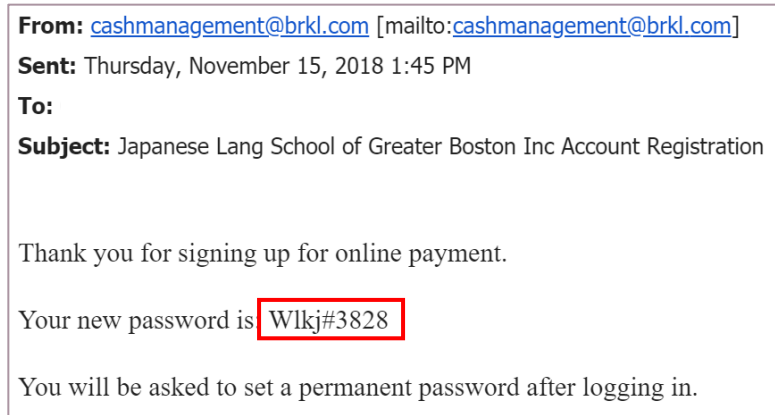 From: cashmanagement@brkl.com [mailto:cashmanagement@brkl.com]
Sent: Thursday, November 15, 2018 1:45 PM
To:
Subject: Japanese Lang School of Greater Boston Inc Account Registration
Thank you for signing up for online payment.
Your new password is: Wlkj#3828
You will be asked to set a permanent password after logging in.